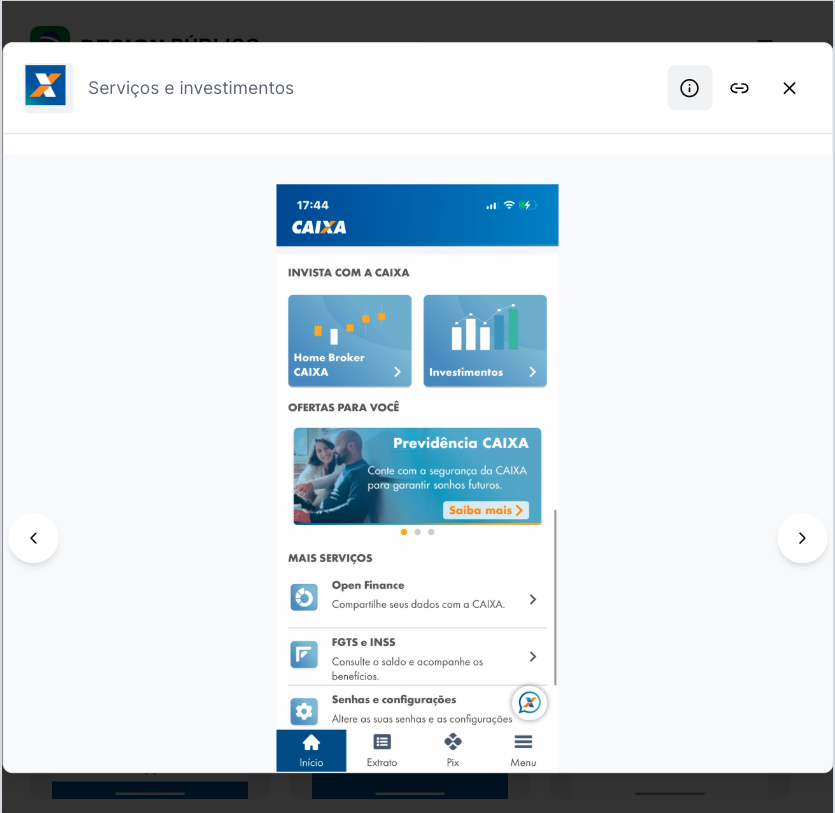 DESIGN PÚBLICO
Serviços e investimentos
17:44
CAIXA
INVISTA COM A CAIXA
Home Broker
CAIXA
Investimentos
OFERTAS PARA VOCÊ
Previdência CAIXA
Conte com a segurança da CAIXA
para garantir sonhos futuros.
Saiba mais
MAIS SERVIÇOS
Open Finance
Compartilhe seus dados com a CAIXA.
FGTS e INSS
Consulte o saldo e acompanhe os
benefícios.
Senhas e configurações
Altere as suas senhas e as configurações
Início
Extrato
Pix
Menu